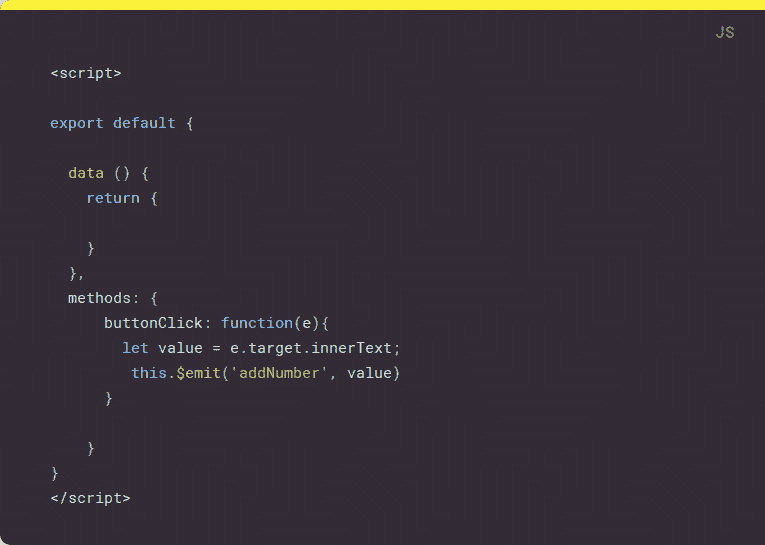 JS
<script>
export default {
data () {
return {
}
},
methods: {
buttonClick: function(e){
let value = e.target.innerText;
this.$emit('addNumber', value)
}
}
}
</script>